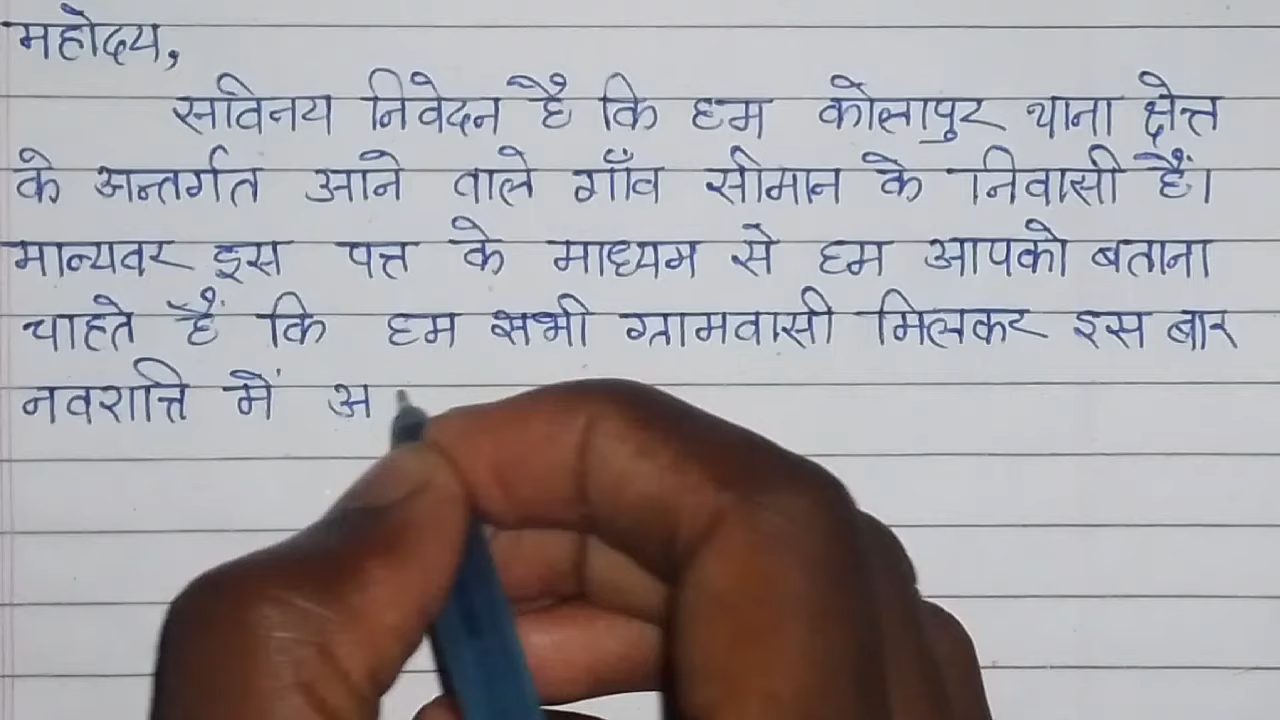 महोदय,
सविनय निवेदन है कि हम कोलापुर थाना क्षेत्र
के अन्तर्गत आने वाले गाँव सीमान के निवासी हैं।
मान्यवर इस पत्र के माध्यम से हम आपको बताना
चाहते हैं कि हम सभी ग्रामवासी मिलकर इस बार
नवरात्रि में अ